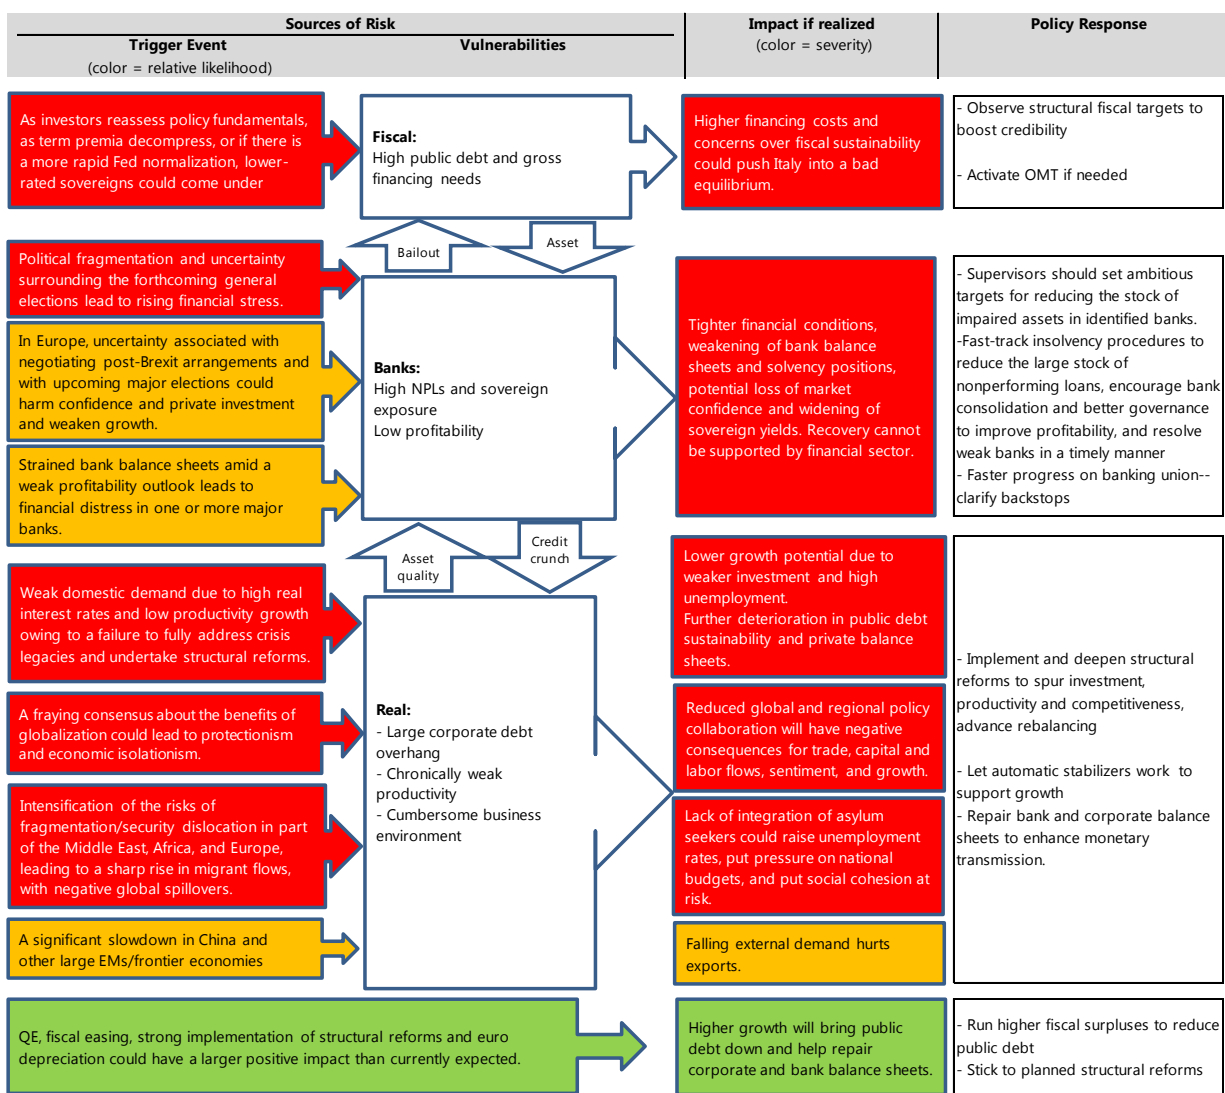 Sources of Risk
Trigger Event
(color = relative likelihood)
Vulnerabilities
Impact if realized
(color = severity)
Policy Response
As investors reassess policy fundamentals,
as term premia decompress, or if there is
a more rapid Fed normalization, lower-
rated sovereigns could come under
Fiscal:
High public debt and gross
financing needs
Higher financing costs and
concerns over fiscal sustainability
could push Italy into a bad
equilibrium.
- Observe structural fiscal targets to
boost credibility
- Activate OMT if needed
Bailout
Asset
Political fragmentation and uncertainty
surrounding the forthcoming general
elections lead to rising financial stress.
In Europe, uncertainty associated with
negotiating post-Brexit arrangements and
with upcoming major elections could
harm confidence and private investment
and weaken growth.
Strained bank balance sheets amid a
weak profitability outlook leads to
financial distress in one or more major
banks.
Banks:
High NPLs and sovereign
exposure
Low profitability
Tighter financial conditions,
weakening of bank balance
sheets and solvency positions,
potential loss of market
confidence and widening of
sovereign yields. Recovery cannot
be supported by financial sector.
- Supervisors should set ambitious
targets for reducing the stock of
impaired assets in identified banks.
-Fast-track insolvency procedures to
reduce the large stock of
nonperforming loans, encourage bank
consolidation and better governance
to improve profitability, and resolve
weak banks in a timely manner
- Faster progress on banking union--
clarify backstops
Asset
quality
Credit
crunch
Weak domestic demand due to high real
interest rates and low productivity growth
owing to a failure to fully address crisis
legacies and undertake structural reforms.
A fraying consensus about the benefits of
globalization could lead to protectionism
and economic isolationism.
Intensification of the risks of
fragmentation/security dislocation in part
of the Middle East, Africa, and Europe,
leading to a sharp rise in migrant flows,
with negative global spillovers.
A significant slowdown in China and
other large EMs/frontier economies
Real:
- Large corporate debt
overhang
- Chronically weak
productivity
- Cumbersome business
environment
Lower growth potential due to
weaker investment and high
unemployment.
Further deterioration in public debt
sustainability and private balance
sheets.
Reduced global and regional policy
collaboration will have negative
consequences for trade, capital and
labor flows, sentiment, and growth.
Lack of integration of asylum
seekers could raise unemployment
rates, put pressure on national
budgets, and put social cohesion at
risk.
Falling external demand hurts
exports.
- Implement and deepen structural
reforms to spur investment,
productivity and competitiveness,
advance rebalancing
- Let automatic stabilizers work to
support growth
- Repair bank and corporate balance
sheets to enhance monetary
transmission.
QE, fiscal easing, strong implementation of structural reforms and euro
depreciation could have a larger positive impact than currently expected.
Higher growth will bring public
debt down and help repair
corporate and bank balance sheets.
- Run higher fiscal surpluses to reduce
public debt
- Stick to planned structural reforms